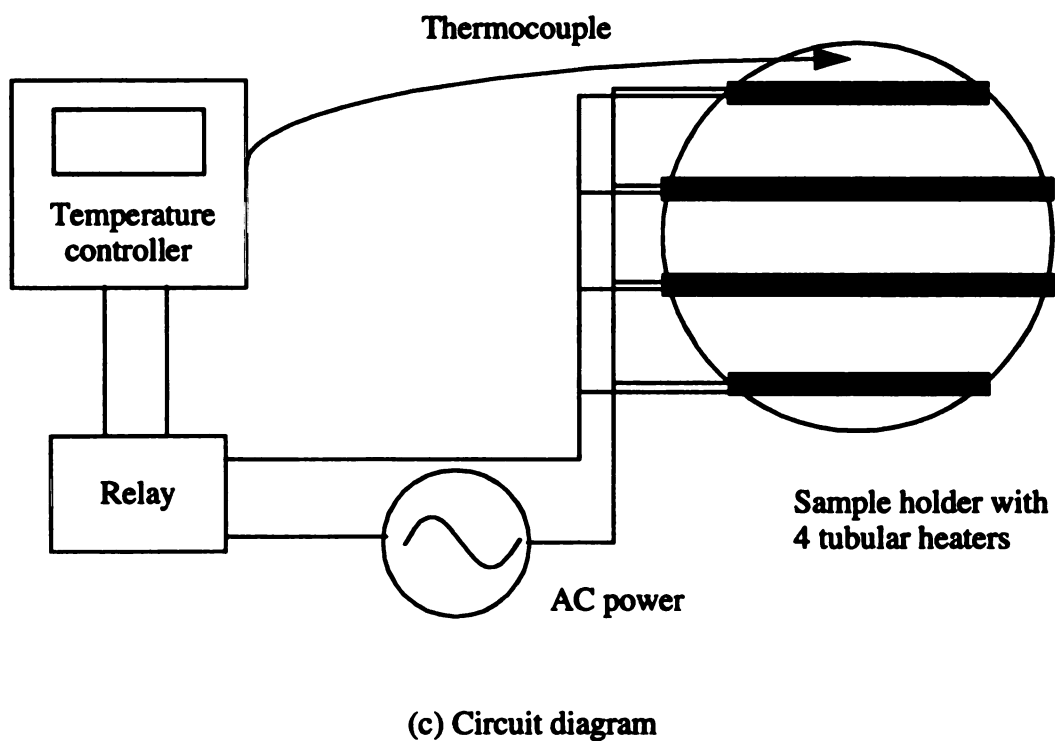 Thermocouple
Temperature
controller
Relay
Sample holder with
4 tubular heaters
AC power
(c) Circuit diagram